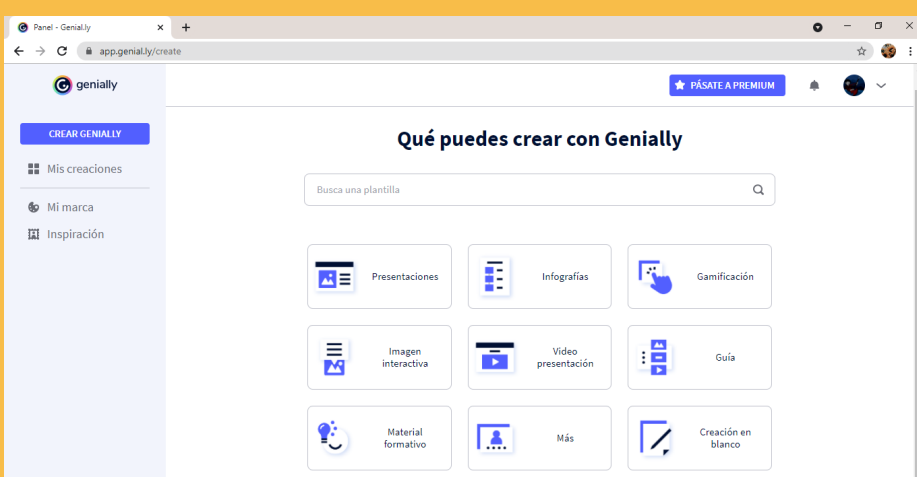 Panel - Genial.ly
app.genial.ly/create
genially
PÁSATE A PREMIUM
CREAR GENIALLY
Mis creaciones
Mi marca
Inspiración
Qué puedes crear con Genially
Busca una plantilla
Presentaciones
Infografías
Gamificación
Imagen
interactiva
Video
presentación
Guía
Material
formativo
Más
Creación en
blanco